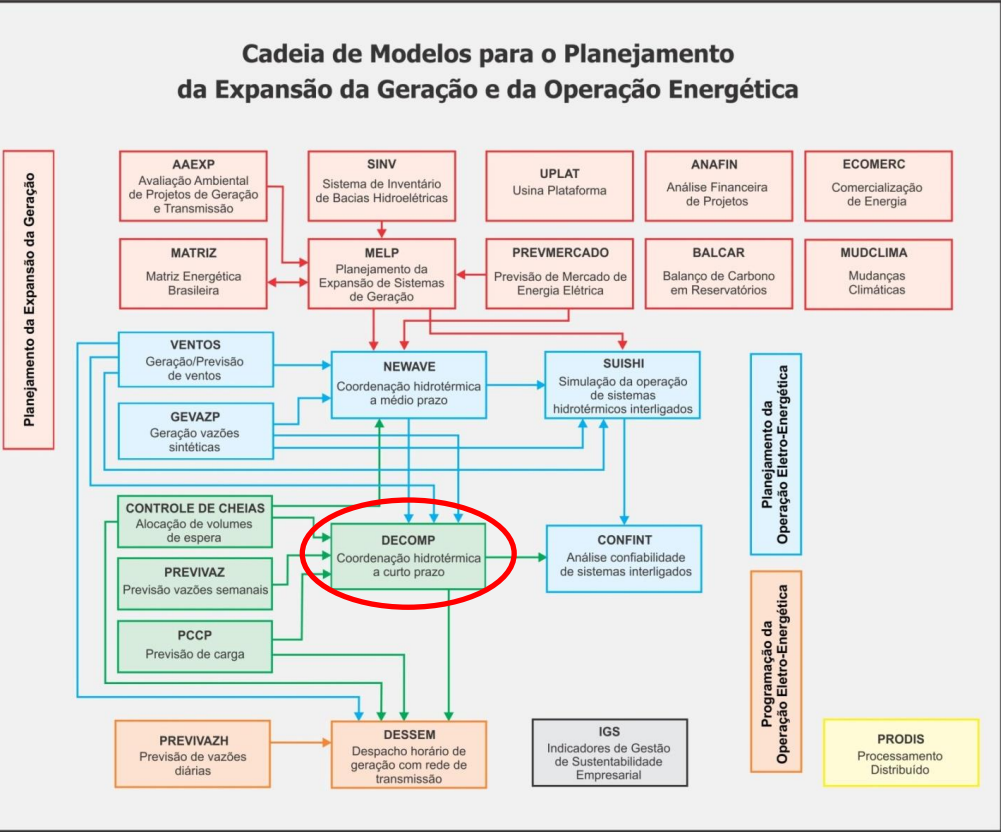 Cadeia de Modelos para o Planejamento
da Expansão da Geração e da Operação Energética
Planejamento da Expansão da Geração
AAEXP
Avaliação Ambiental
de Projetos de Geração
e Transmissão
SINV
Sistema de Inventário
de Bacias Hidroelétricas
UPLAT
Usina Plataforma
ANAFIN
Análise Financeira
de Projetos
ECOMERC
Comercialização
de Energia
MATRIZ
Matriz Energética
Brasileira
MELP
Planejamento da
Expansão de Sistemas
de Geração
PREVMERCADO
Previsão de Mercado de
Energia Elétrica
BALCAR
Balanço de Carbono
em Reservatórios
MUDCLIMA
Mudanças
Climáticas
VENTOS
Geração/Previsão
de ventos
NEWAVE
Coordenação hidrotérmica
a médio prazo
SUISHI
Simulação da operação
de sistemas
hidrotérmicos interligados
Planejamento da
Operação Eletro-Energética
GEVAZP
Geração vazões
sintéticas
CONTROLE DE CHEIAS
Alocação de volumes
de espera
DECOMP
Coordenação hidrotérmica
a curto prazo
CONFINT
Análise confiabilidade
de sistemas interligados
PREVIVAZ
Previsão vazões semanais
PCCP
Previsão de carga
Programação da
Operação Eletro-Energética
PREVIVAZH
Previsão de vazões
diárias
DESSEM
Despacho horário de
geração com rede de
transmissão
IGS
Indicadores de Gestão
de Sustentabilidade
Empresarial
PRODIS
Processamento
Distribuído